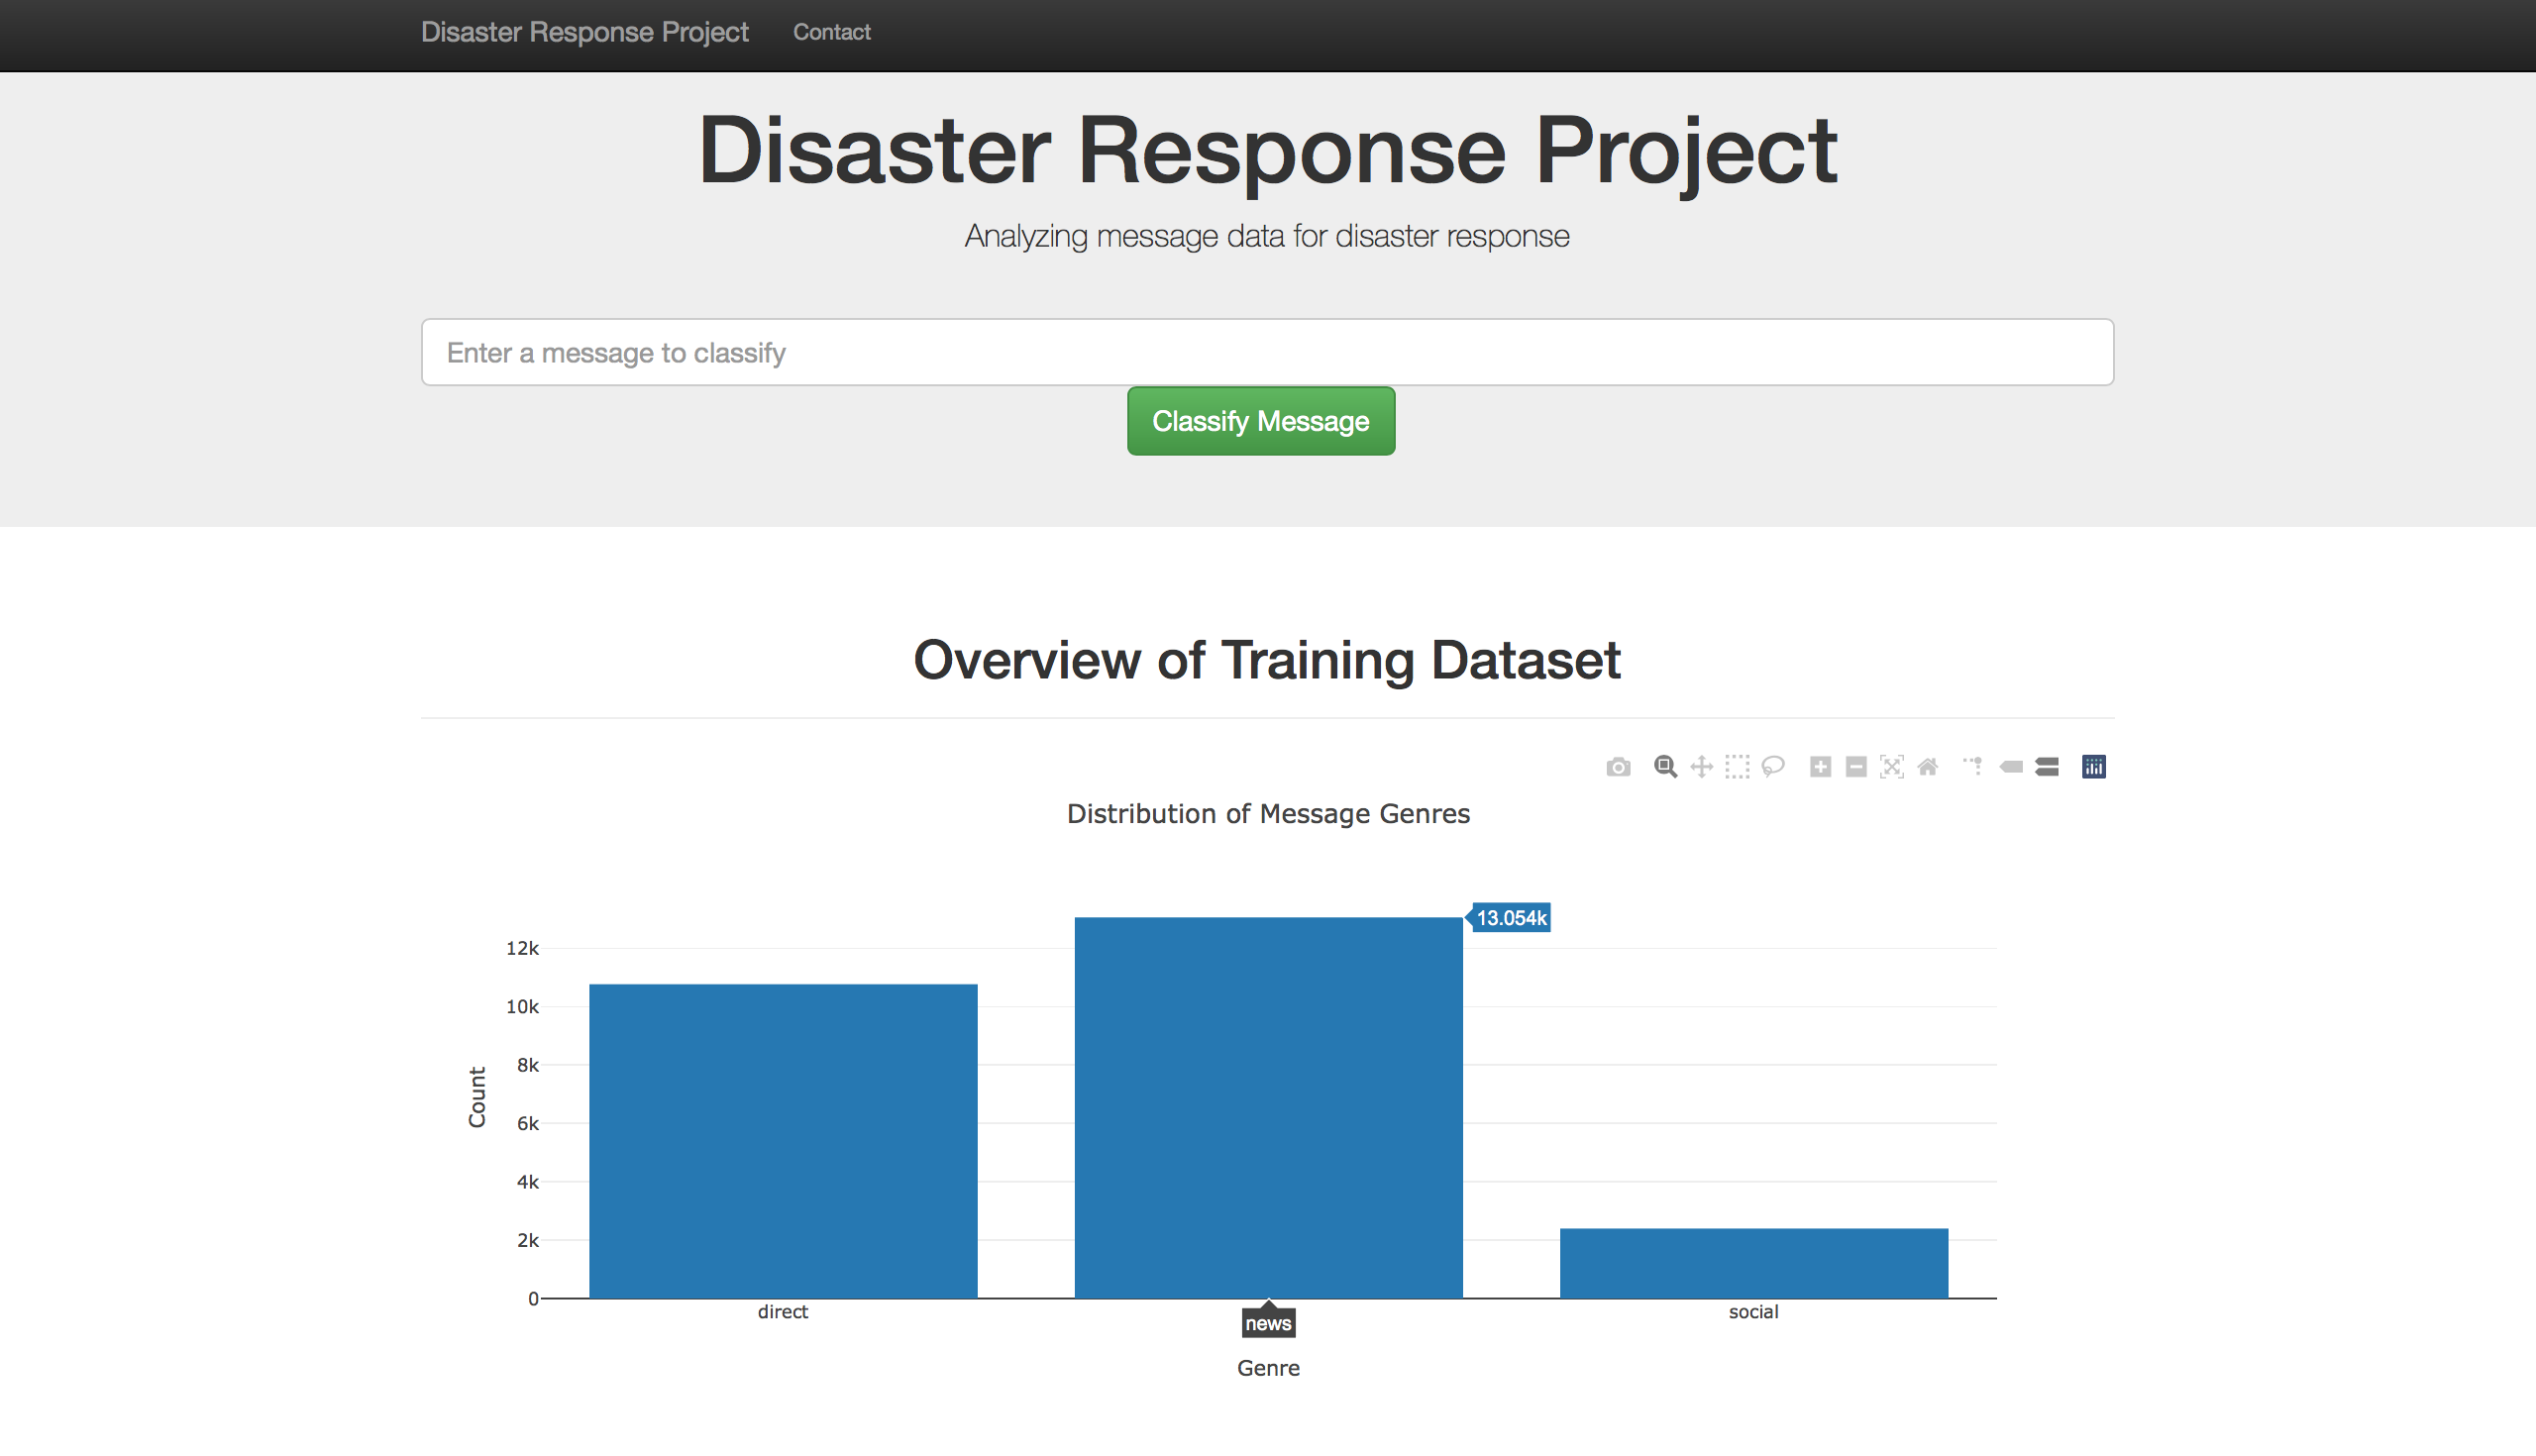 Disaster Response Project Contact
Disaster Response Project
Analyzing message data for disaster response
Enter a message to classify
Classify Message
Overview of Training Dataset
Distribution of Message Genres
13.054k
12k
10k
8k
6k
4k
2k
0
Count
direct
news
social
Genre